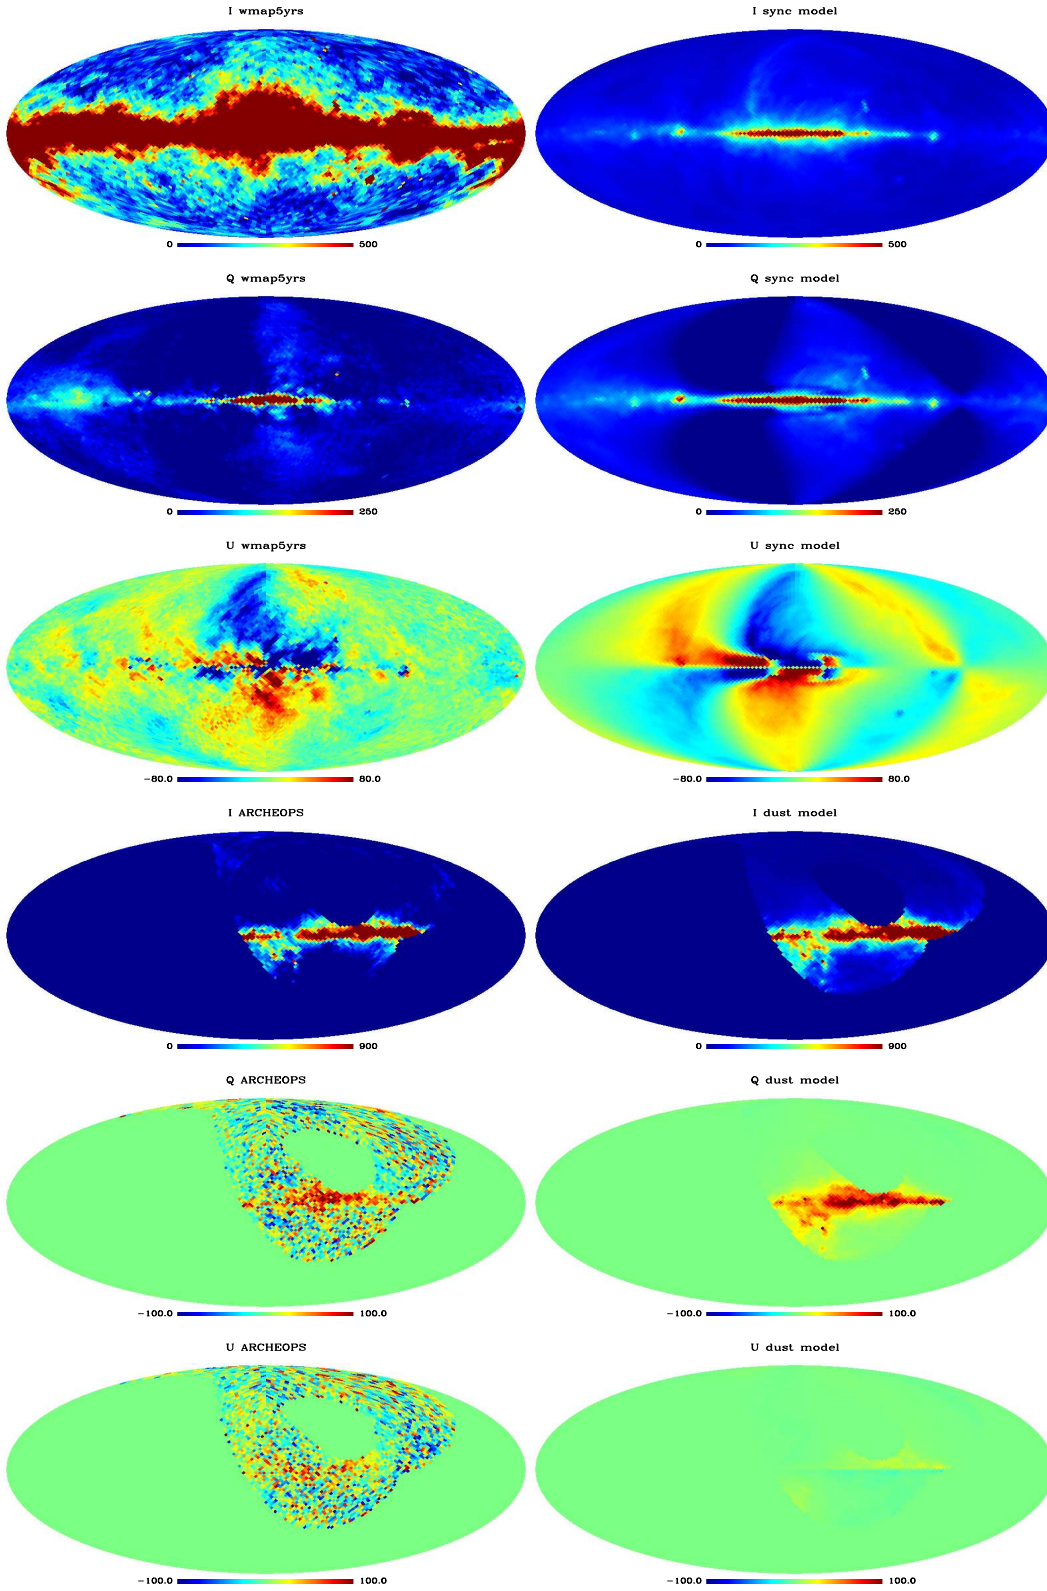 I wmap5yrs
I sync model
0 500
0 500
Q wmap5yrs
Q sync model
0 250
0 250
U wmap5yrs
U sync model
−80.0 80.0
−80.0 80.0
I ARCHEOPS
I dust model
0 900
0 900
Q ARCHEOPS
Q dust model
−100.0 100.0
−100.0 100.0
U ARCHEOPS
U dust model
−100.0 100.0
−100.0 100.0